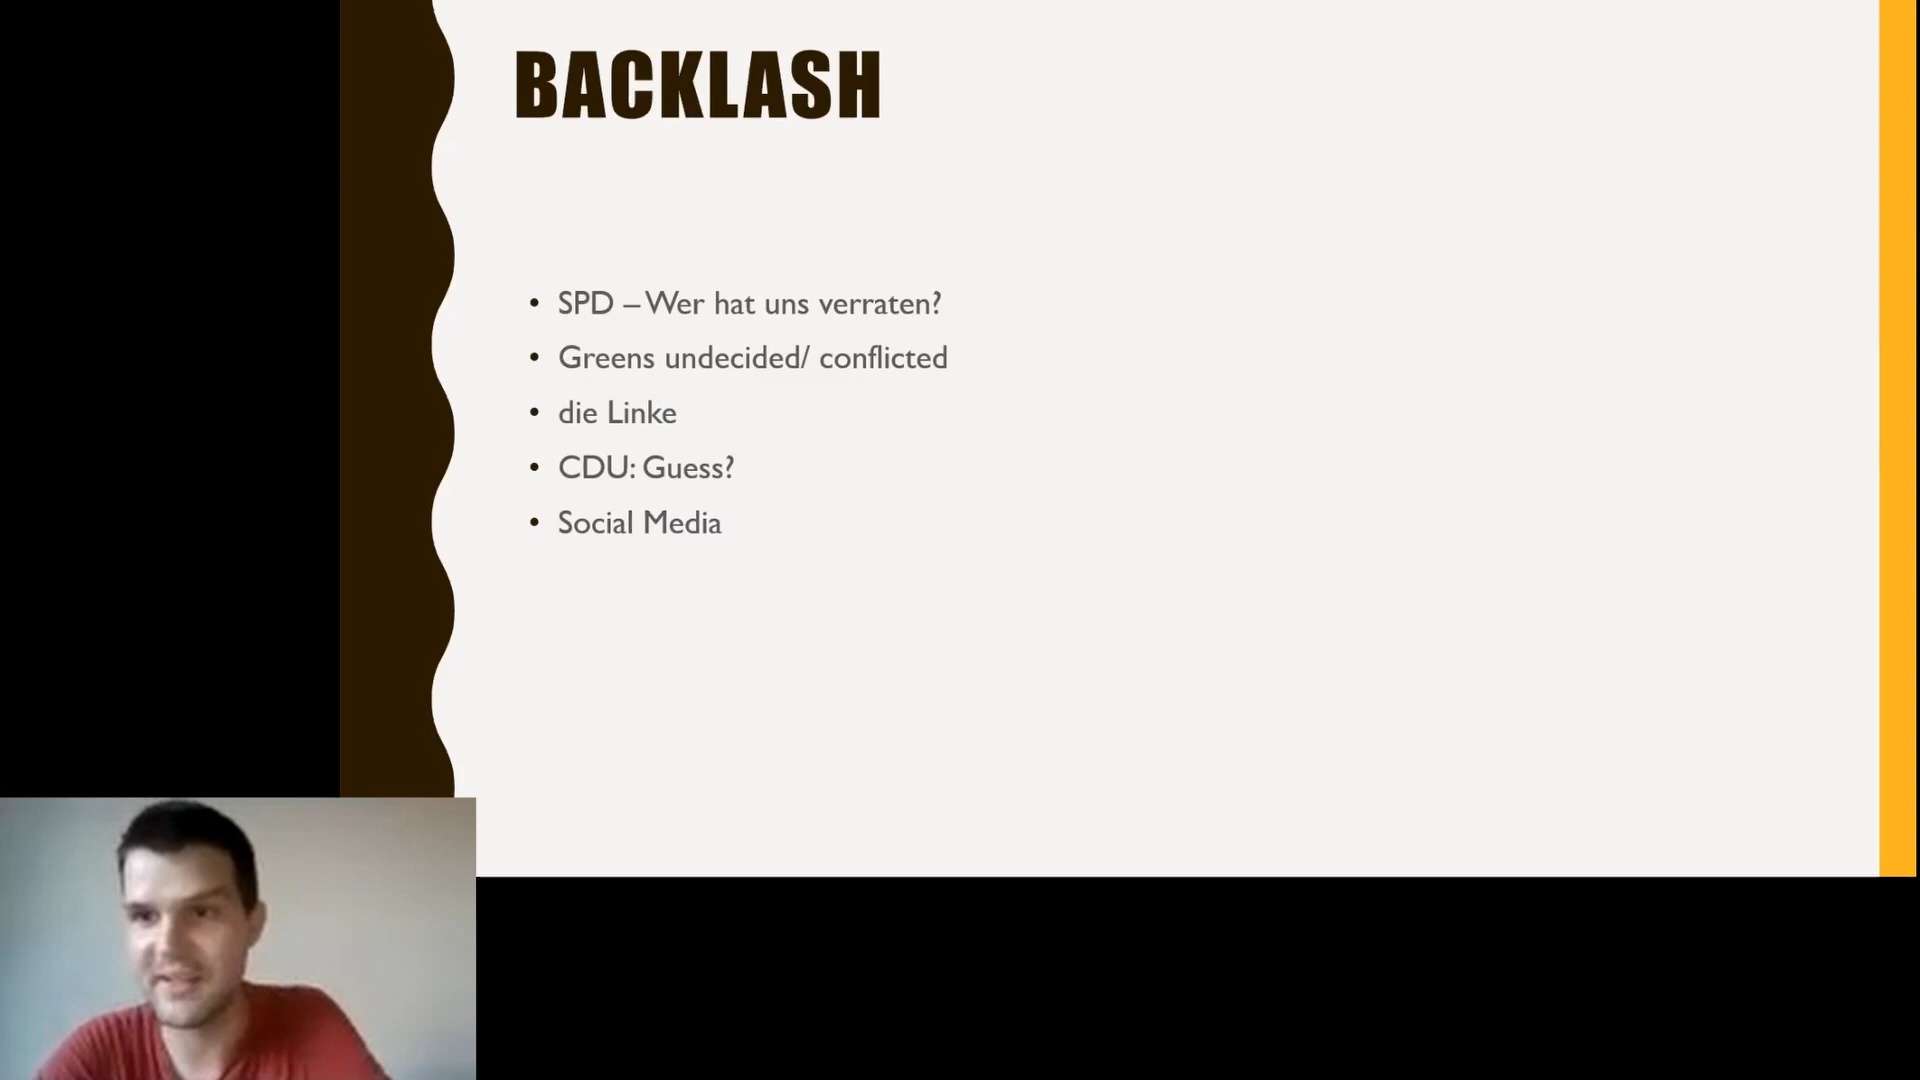 BACKLASH
• SPD – Wer hat uns verraten?
• Greens undecided/ conflicted
• die Linke
• CDU: Guess?
• Social Media